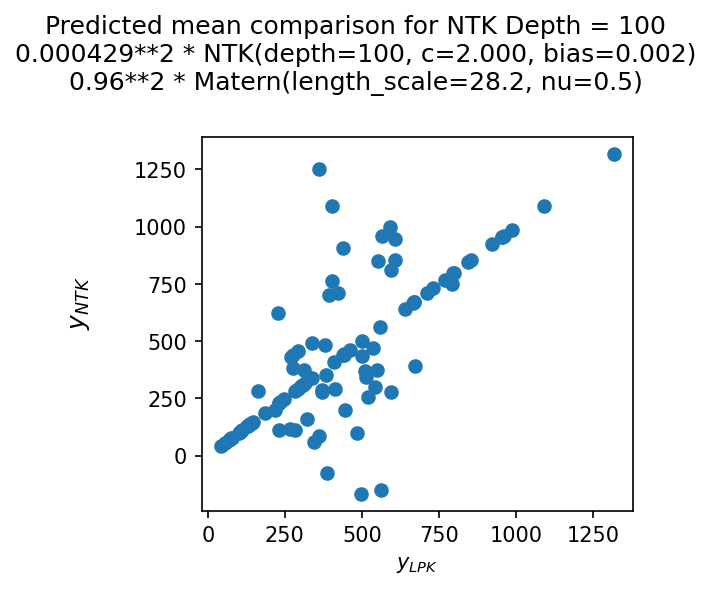 Predicted mean comparison for NTK Depth = 100
0.000429**2 * NTK(depth=100, c=2.000, bias=0.002)
0.96**2 * Matern(length_scale=28.2, nu=0.5)
1250
1000
750
500
250
0
y_NTK
0 250 500 750 1000 1250
y_LPK